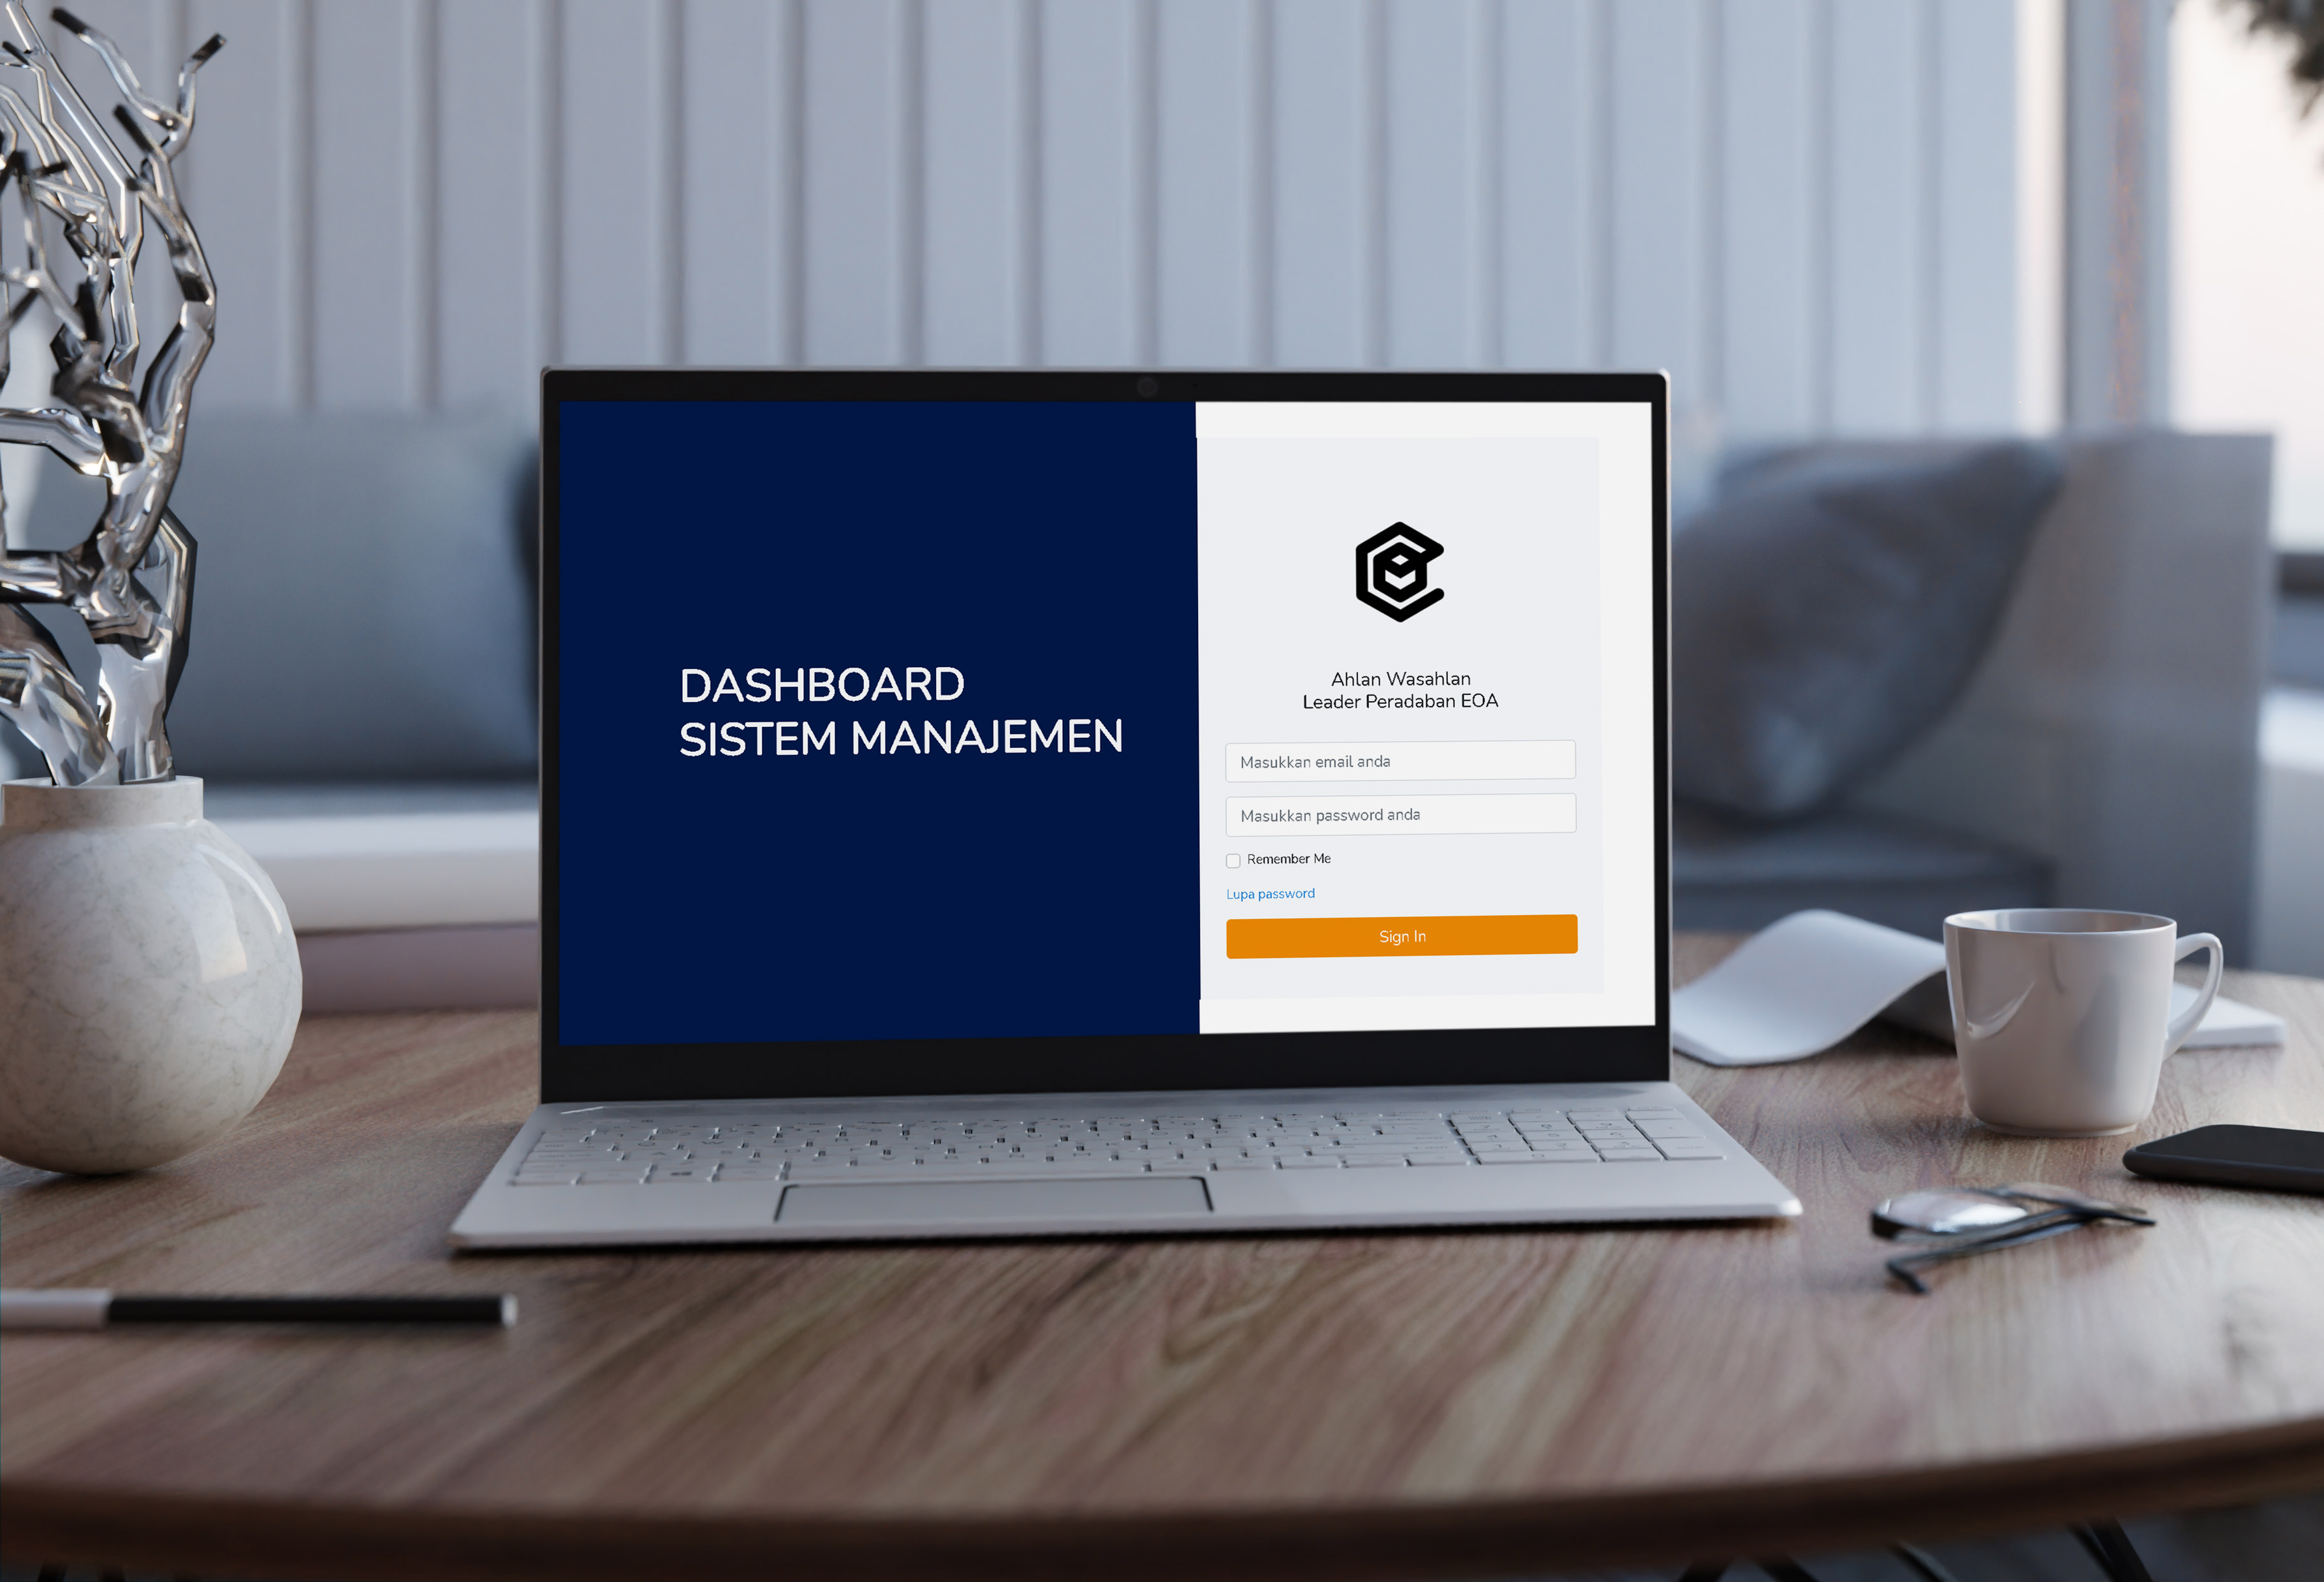 DASHBOARD
SISTEM MANAJEMEN
Ahlan Wasahlan
Leader Peradaban EOA
Masukkan email anda
Masukkan password anda
Remember Me
Lupa password
Sign In